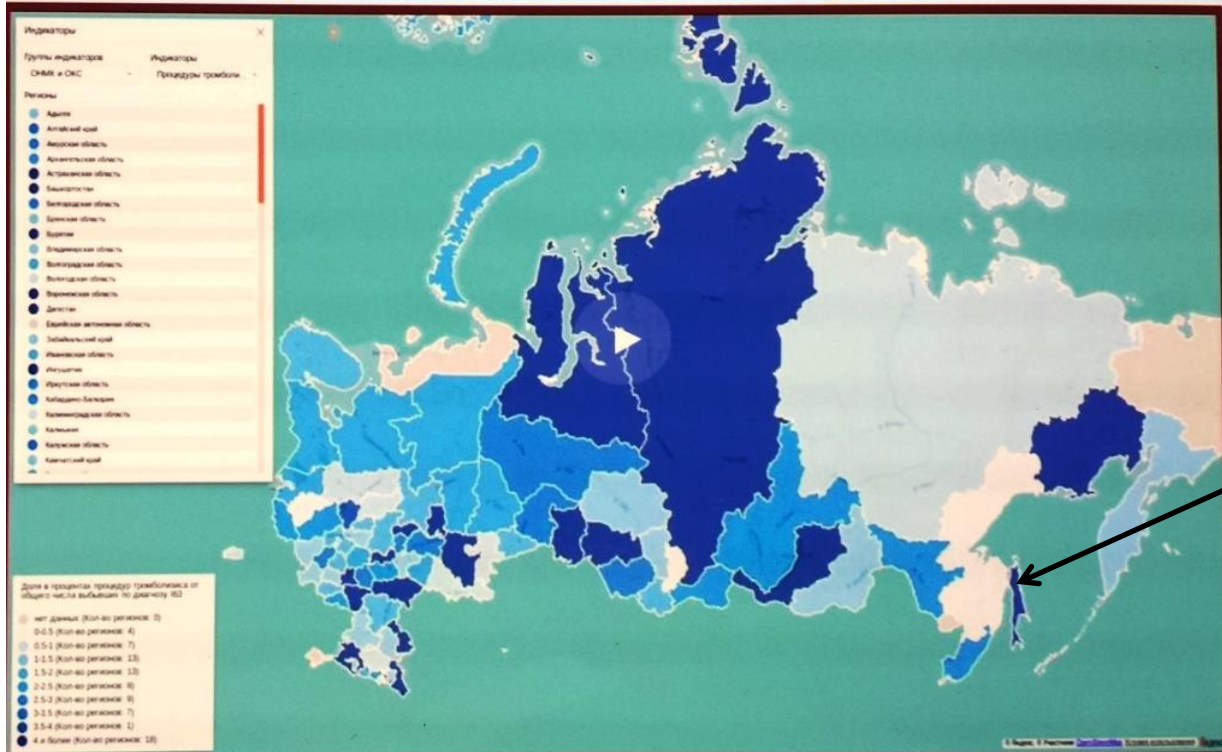 Индикаторы
Группы индикаторов
Индикаторы
ОНМК и ОКС
Процедуры тромболи...
Регионы
Адыгея
Алтайский край
Амурская область
Архангельская область
Астраханская область
Башкортостан
Белгородская область
Брянская область
Бурятия
Владимирская область
Волгоградская область
Вологодская область
Воронежская область
Дагестан
Еврейская автономная область
Забайкальский край
Ивановская область
Ингушетия
Иркутская область
Кабардино-Балкария
Калининградская область
Калмыкия
Калужская область
Камчатский край
Доля в процентах процедур тромболизиса от
общего числа выбывших по диагнозу I63
нет данных (Кол-во регионов: 3)
0-0.5 (Кол-во регионов: 4)
0.5-1 (Кол-во регионов: 7)
1-1.5 (Кол-во регионов: 13)
1.5-2 (Кол-во регионов: 13)
2-2.5 (Кол-во регионов: 8)
2.5-3 (Кол-во регионов: 9)
3-3.5 (Кол-во регионов: 7)
3.5-4 (Кол-во регионов: 1)
4 и более (Кол-во регионов: 18)
© Яндекс © Участники OpenStreetMap Условия использования